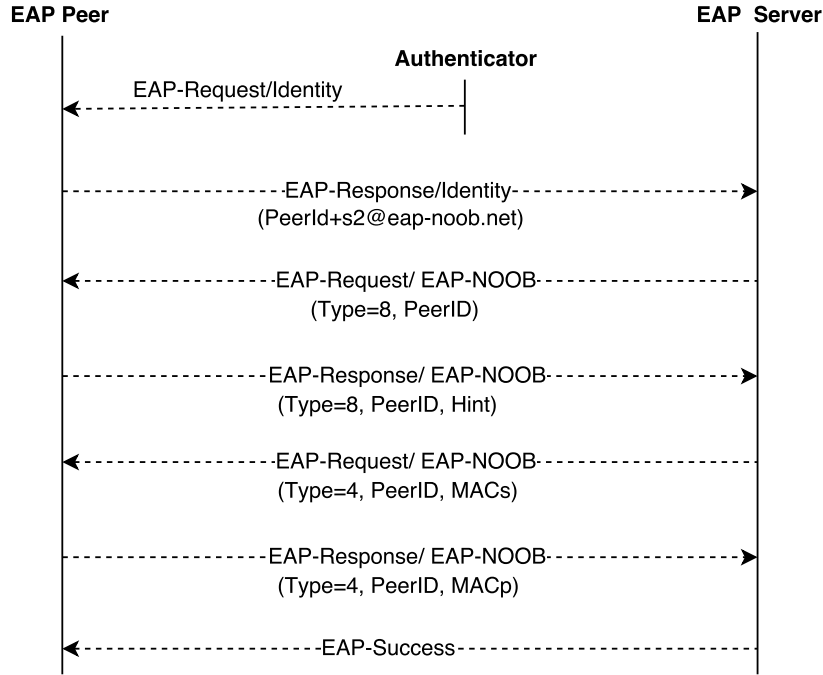 EAP Peer
EAP Server
Authenticator
EAP-Request/Identity
EAP-Response/Identity
(PeerId+s2@eap-noob.net)
EAP-Request/ EAP-NOOB
(Type=8, PeerID)
EAP-Response/ EAP-NOOB
(Type=8, PeerID, Hint)
EAP-Request/ EAP-NOOB
(Type=4, PeerID, MACs)
EAP-Response/ EAP-NOOB
(Type=4, PeerID, MACp)
EAP-Success